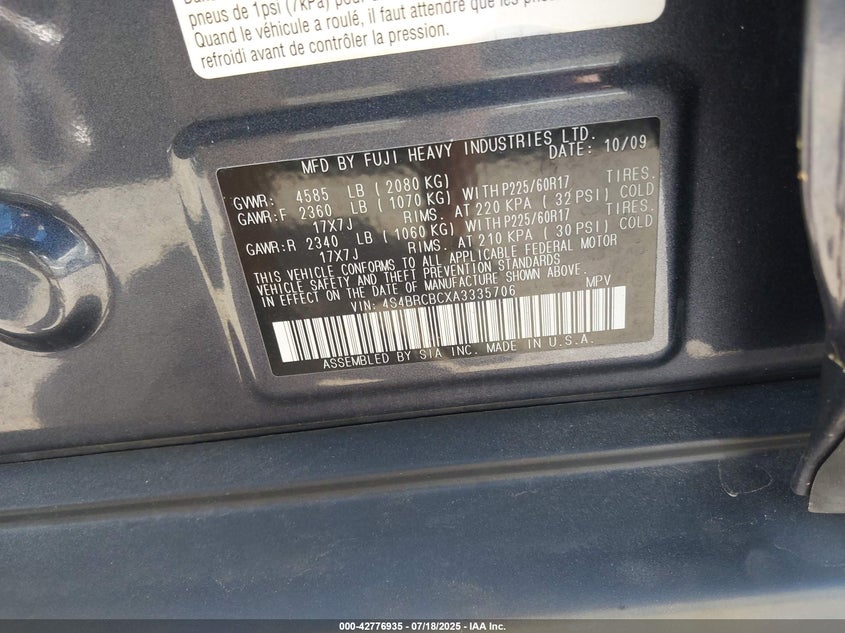 pneus de 1psi (7kPa)
Quand le véhicule a roulé, il faut attendre que les
refroidi avant de contrôler la pression.
MFD BY FUJI HEAVY INDUSTRIES LTD.
DATE: 10/09
GVWR: 4585 LB ( 2080 KG)
GAWR:F 2360 LB ( 1070 KG) WITH P225/60R17 TIRES.
17X7J RIMS. AT 220 KPA ( 32 PSI) COLD
GAWR:R 2340 LB ( 1060 KG) WITH P225/60R17 TIRES.
17X7J RIMS. AT 210 KPA ( 30 PSI) COLD
THIS VEHICLE CONFORMS TO ALL APPLICABLE FEDERAL MOTOR
VEHICLE SAFETY AND THEFT PREVENTION STANDARDS
IN EFFECT ON THE DATE OF MANUFACTURE SHOWN ABOVE.
VIN: 4S4BRCBCXA3335706 MPV
ASSEMBLED BY SIA INC. MADE IN U.S.A.
000-42776935 - 07/18/2025 - IAA Inc.